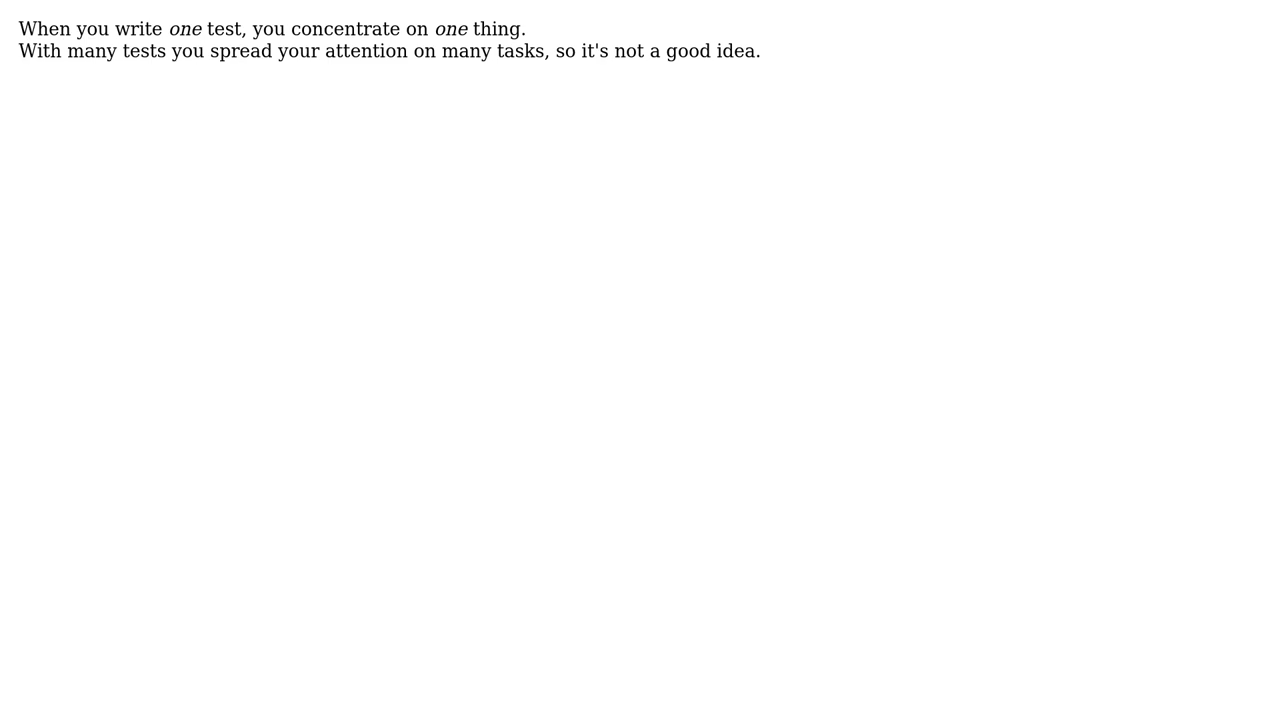 When you write one test, you concentrate on one thing.
With many tests you spread your attention on many tasks, so it's not a good idea.